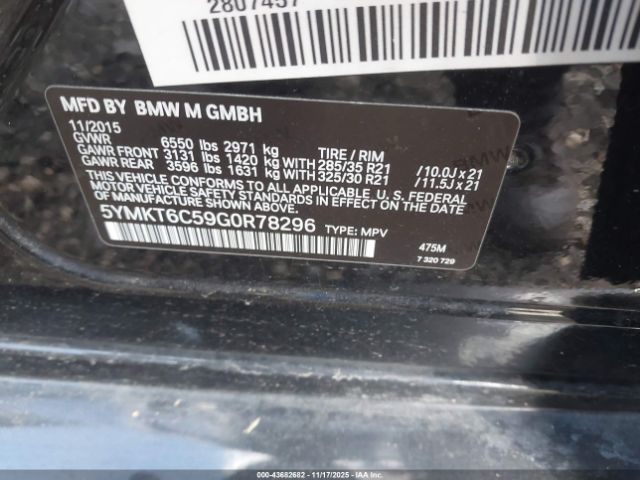 2807457
MFD BY BMW M GMBH
11/2015
GVWR 6550 lbs 2971 kg TIRE / RIM
GAWR FRONT 3131 lbs 1420 kg WITH 285/35 R21 /10.0J x 21
GAWR REAR 3596 lbs 1631 kg WITH 325/30 R21 /11.5J x 21
THIS VEHICLE CONFORMS TO ALL APPLICABLE U.S. FEDERAL
MOTOR VEHICLE SAFETY STANDARDS IN EFFECT ON THE DATE
OF MANUFACTURE SHOWN ABOVE.
5YMKT6C59G0R78296 TYPE: MPV
475M
7 320 729
000-43682682 - 11/17/2025 - IAAI.COM